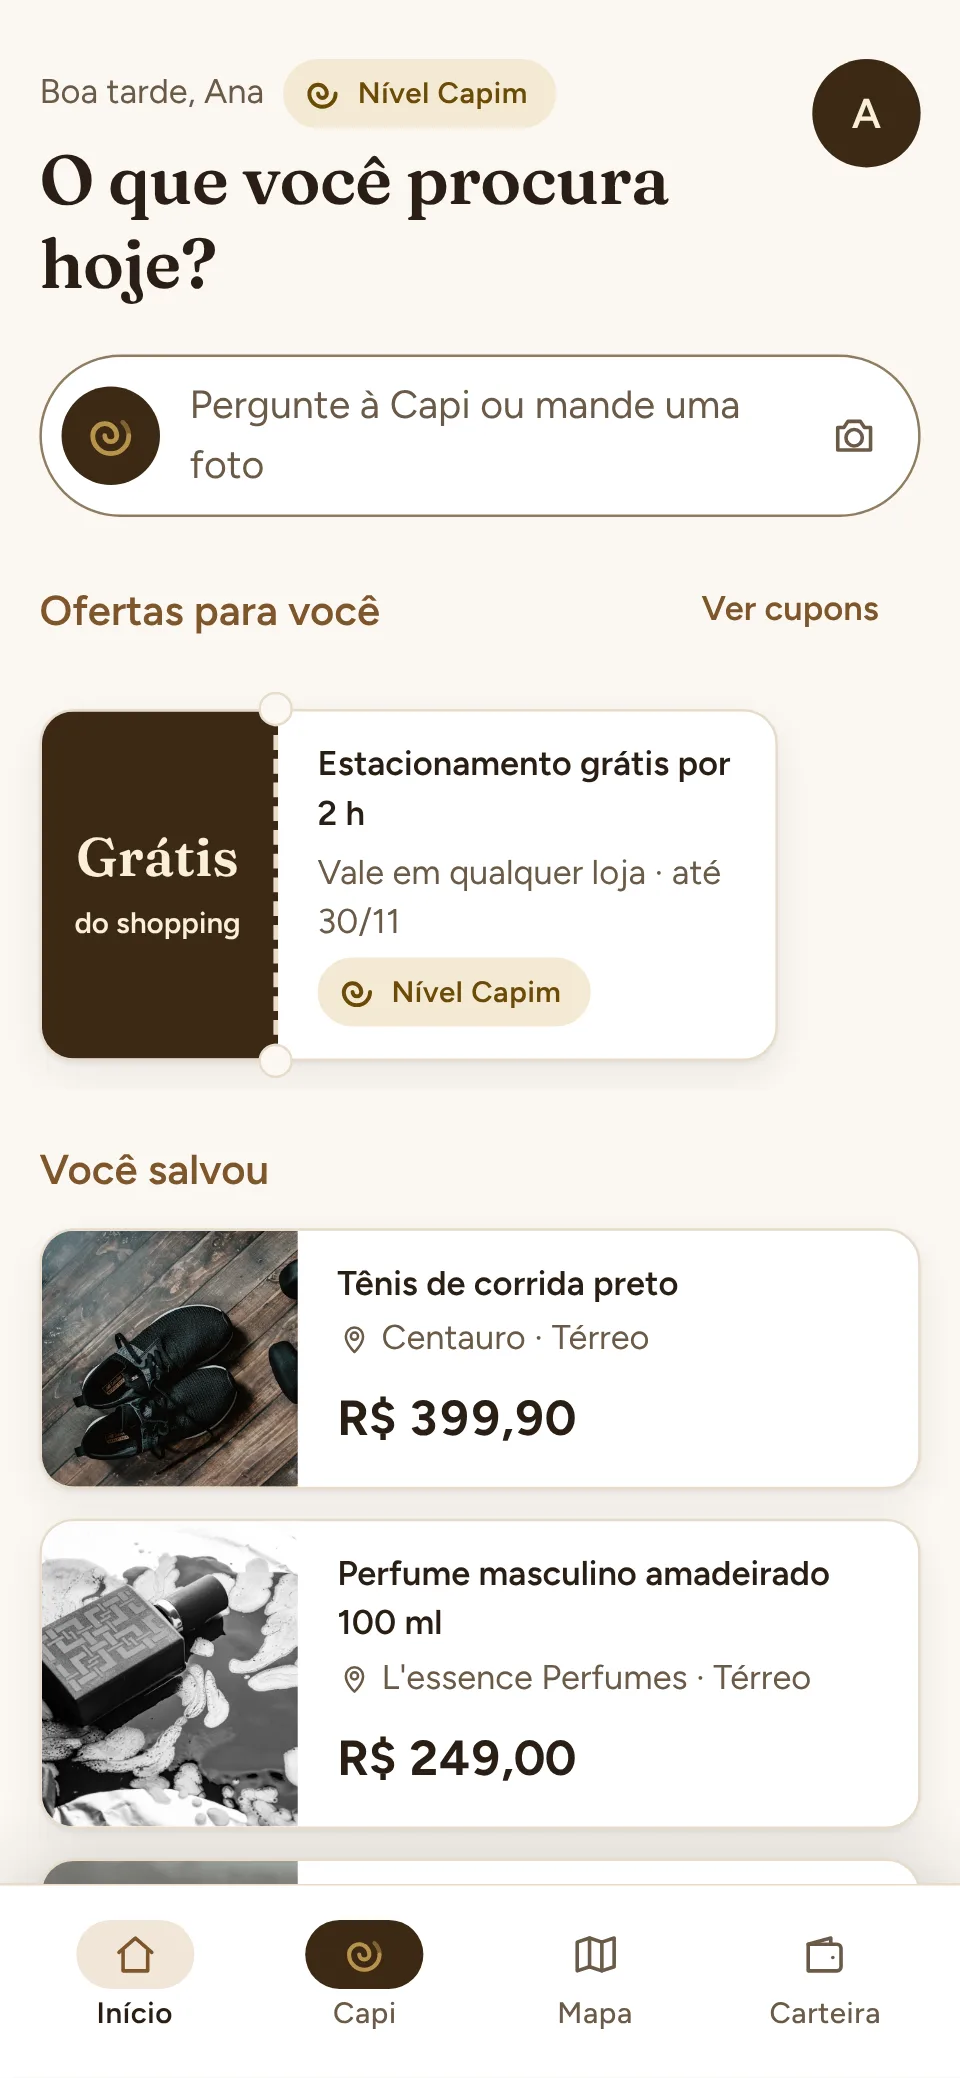 Boa tarde, Ana
Nível Capim
A
O que você procura
hoje?
Pergunte à Capi ou mande uma
foto
Ofertas para você
Ver cupons
Grátis
do shopping
Estacionamento grátis por
2 h
Vale em qualquer loja · até
30/11
Nível Capim
Você salvou
Tênis de corrida preto
Centauro · Térreo
R$ 399,90
Perfume masculino amadeirado
100 ml
L'essence Perfumes · Térreo
R$ 249,00
Início
Capi
Mapa
Carteira